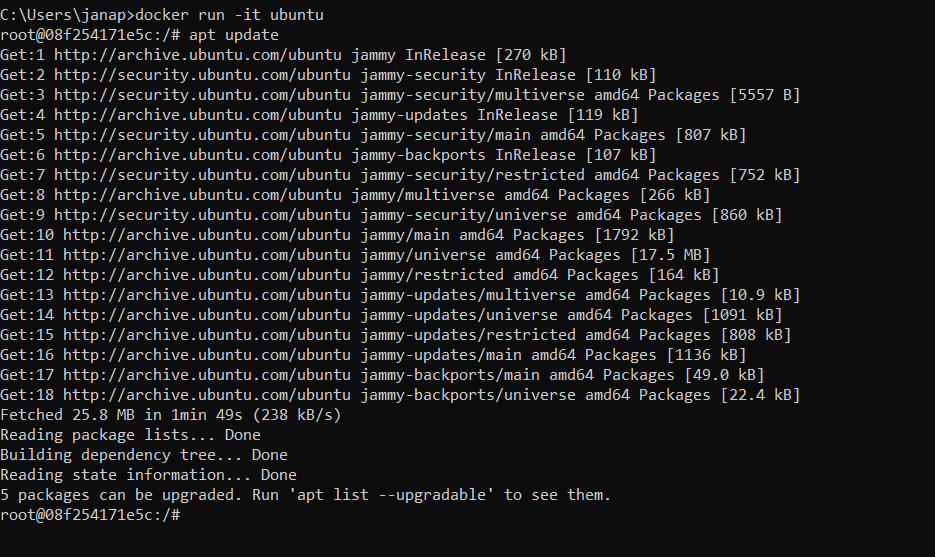 C:\Users\janap>docker run -it ubuntu
root@08f254171e5c:/# apt update
Get:1 http://archive.ubuntu.com/ubuntu jammy InRelease [270 kB]
Get:2 http://security.ubuntu.com/ubuntu jammy-security InRelease [110 kB]
Get:3 http://security.ubuntu.com/ubuntu jammy-security/multiverse amd64 Packages [5557 B]
Get:4 http://archive.ubuntu.com/ubuntu jammy-updates InRelease [119 kB]
Get:5 http://security.ubuntu.com/ubuntu jammy-security/main amd64 Packages [807 kB]
Get:6 http://archive.ubuntu.com/ubuntu jammy-backports InRelease [107 kB]
Get:7 http://security.ubuntu.com/ubuntu jammy-security/restricted amd64 Packages [752 kB]
Get:8 http://archive.ubuntu.com/ubuntu jammy/multiverse amd64 Packages [266 kB]
Get:9 http://security.ubuntu.com/ubuntu jammy-security/universe amd64 Packages [860 kB]
Get:10 http://archive.ubuntu.com/ubuntu jammy/main amd64 Packages [1792 kB]
Get:11 http://archive.ubuntu.com/ubuntu jammy/universe amd64 Packages [17.5 MB]
Get:12 http://archive.ubuntu.com/ubuntu jammy/restricted amd64 Packages [164 kB]
Get:13 http://archive.ubuntu.com/ubuntu jammy-updates/multiverse amd64 Packages [10.9 kB]
Get:14 http://archive.ubuntu.com/ubuntu jammy-updates/universe amd64 Packages [1091 kB]
Get:15 http://archive.ubuntu.com/ubuntu jammy-updates/restricted amd64 Packages [808 kB]
Get:16 http://archive.ubuntu.com/ubuntu jammy-updates/main amd64 Packages [1136 kB]
Get:17 http://archive.ubuntu.com/ubuntu jammy-backports/main amd64 Packages [49.0 kB]
Get:18 http://archive.ubuntu.com/ubuntu jammy-backports/universe amd64 Packages [22.4 kB]
Fetched 25.8 MB in 1min 49s (238 kB/s)
Reading package lists... Done
Building dependency tree... Done
Reading state information... Done
5 packages can be upgraded. Run 'apt list --upgradable' to see them.
root@08f254171e5c:/#